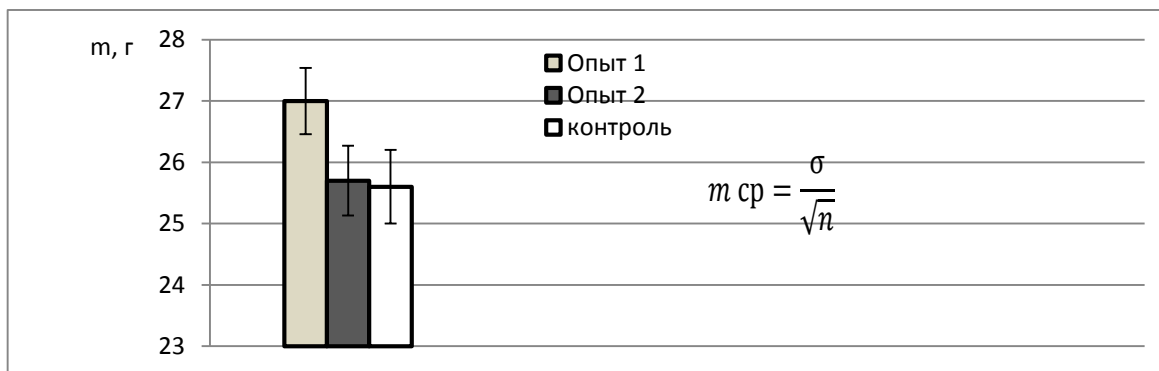 m, г
28
27
26
25
24
23
Опыт 1
Опыт 2
контроль
m ср = σ/√n